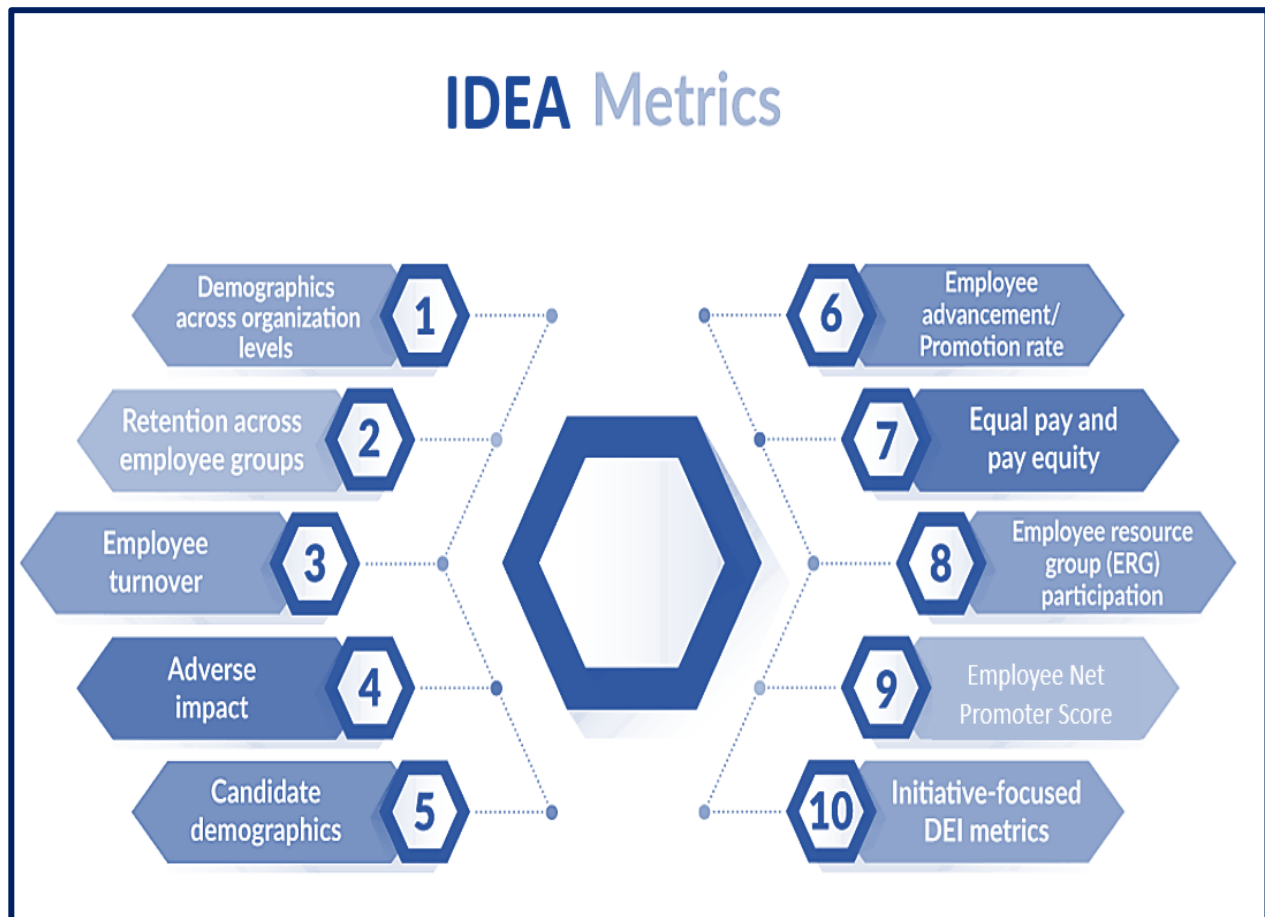 IDEA Metrics
Demographics
across organization
levels
1
Retention across
employee groups
2
Employee
turnover
3
Adverse
impact
4
Candidate
demographics
5
6
Employee
advancement/
Promotion rate
7
Equal pay and
pay equity
8
Employee resource
group (ERG)
participation
9
Employee Net
Promoter Score
10
Initiative-focused
DEI metrics